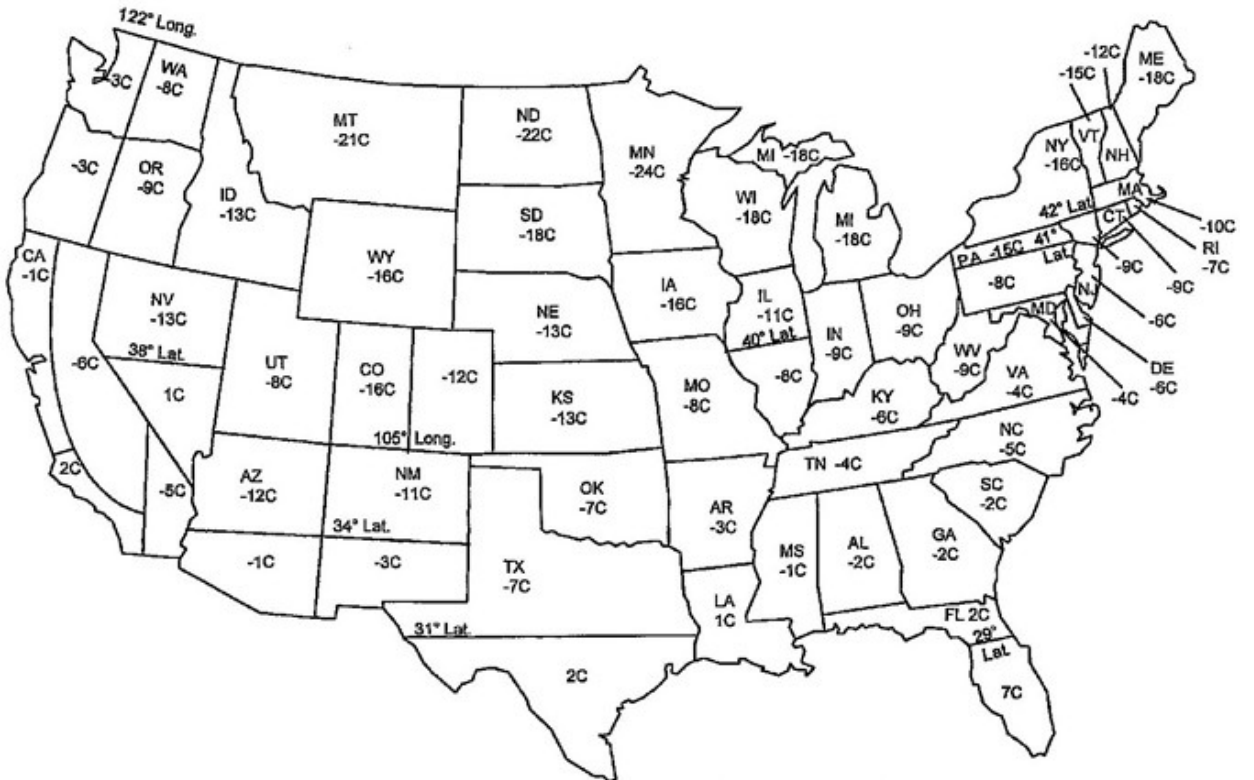 122° Long.
-3C
WA
-8C
-3C
OR
-9C
ID
-13C
MT
-21C
ND
-22C
MN
-24C
SD
-18C
WY
-16C
WI
-18C
MI -18C
MI
-18C
CA
-1C
-6C
2C
-5C
NV
-13C
38° Lat.
1C
UT
-8C
CO
-16C
-12C
105° Long.
NE
-13C
KS
-13C
IA
-16C
MO
-8C
IL
-11C
40° Lat.
-8C
IN
-9C
OH
-9C
KY
-6C
WV
-9C
VA
-4C
MD
-4C
DE
-6C
PA -15C 41°
Lat.
-8C
NJ
-6C
-9C
NY
-16C
42° Lat.
VT
-15C
NH
-12C
ME
-18C
MA
-10C
CT
-9C
RI
-7C
AZ
-12C
-1C
NM
-11C
34° Lat.
-3C
OK
-7C
TX
-7C
31° Lat.
2C
AR
-3C
LA
1C
TN -4C
NC
-5C
SC
-2C
MS
-1C
AL
-2C
GA
-2C
FL 2C
29°
Lat.
7C